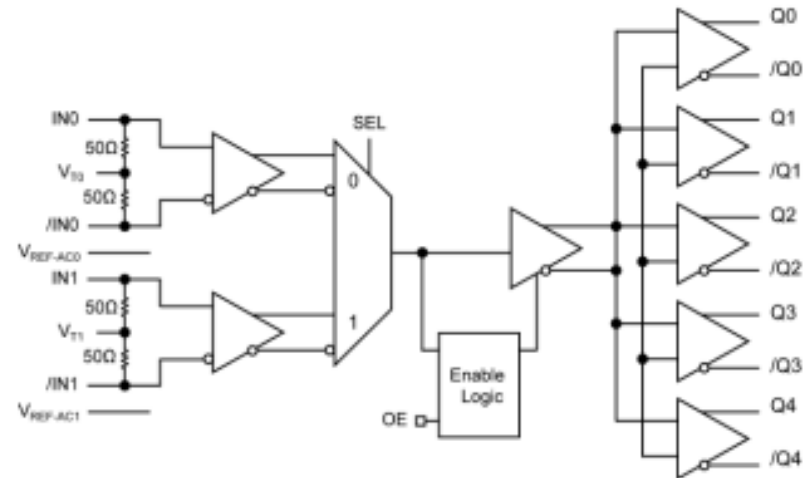 IN0
50Ω
VT0
50Ω
/IN0
VREF-AC0
IN1
50Ω
VT1
50Ω
/IN1
VREF-AC1
SEL
0
1
Enable
Logic
OE
Q0
/Q0
Q1
/Q1
Q2
/Q2
Q3
/Q3
Q4
/Q4